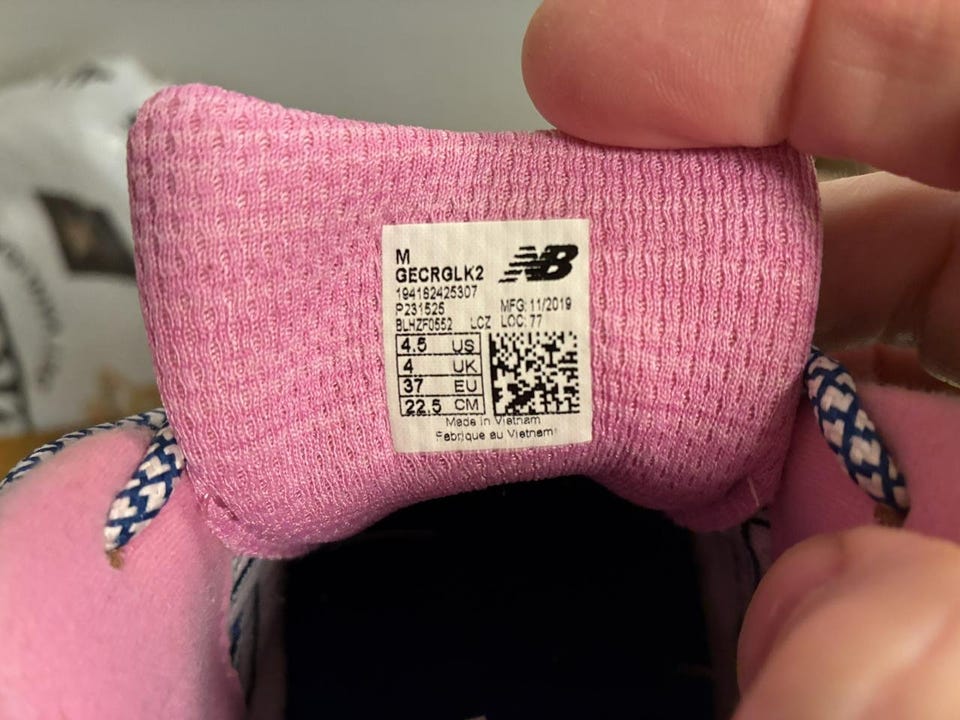 M
GECRGLK2
NB
194182425307
P231525
MFG: 11/2019
BLHZF0552 LCZ LOC: 77
4.5 US
4 UK
37 EU
22.5 CM
Made in Vietnam
Fabriqué au Vietnam